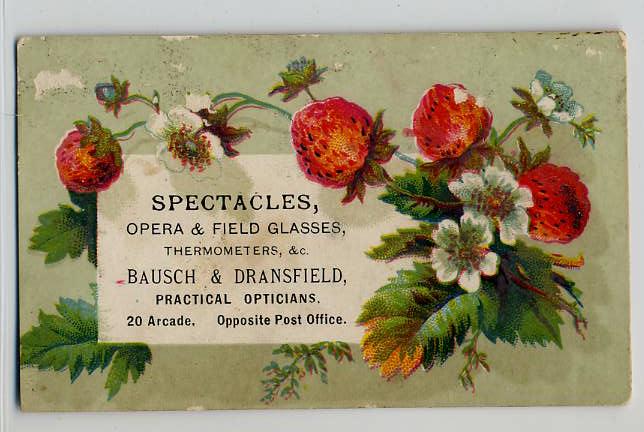 SPECTACLES,
OPERA & FIELD GLASSES,
THERMOMETERS, &c.
BAUSCH & DRANSFIELD,
PRACTICAL OPTICIANS.
20 Arcade. Opposite Post Office.